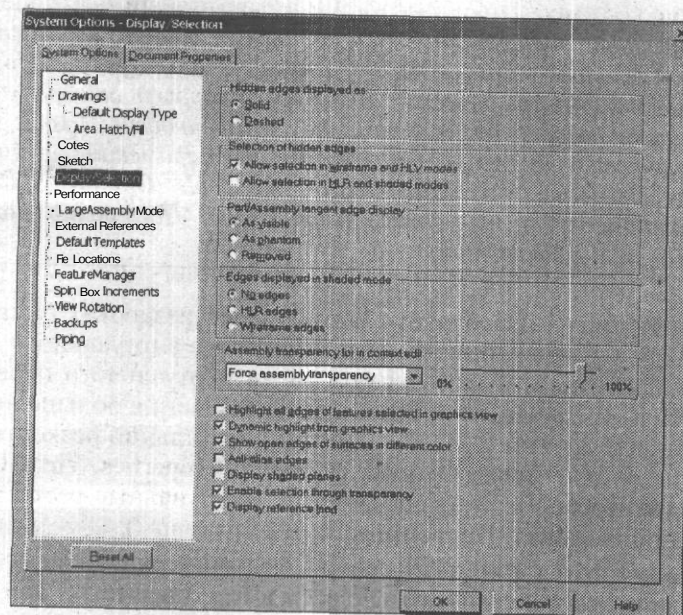 System Options - Display/Selection
System Options
Document Properties
General
Drawings
Default Display Type
Area Hatch/Fill
Cotes
Sketch
Display/Selection
Performance
LargeAssembly Mode
External References
DefaultTemplates
Fe Locations
FeatureManager
Spin Box Increments
View Rotation
Backups
Piping
Reset All
Hidden edges displayed as
Solid
Dashed
Selection of hidden edges
Allow selection in wireframe and HLV modes
Allow selection in HLR and shaded modes
Part/Assembly tangent edge display
As visible
As phantom
Removed
Edges displayed in shaded mode
No edges
HLR edges
Wireframe edges
Assembly transparency for in context edit
Force assemblytransparency
0%
100%
Highlight all edges of features selected in graphics view
Dynamic highlight from graphics view
Show open edges of surfaces in different color
Anti-alias edges
Display shaded planes
Enable selection through transparency
Display reference
OK
Cancel
Help